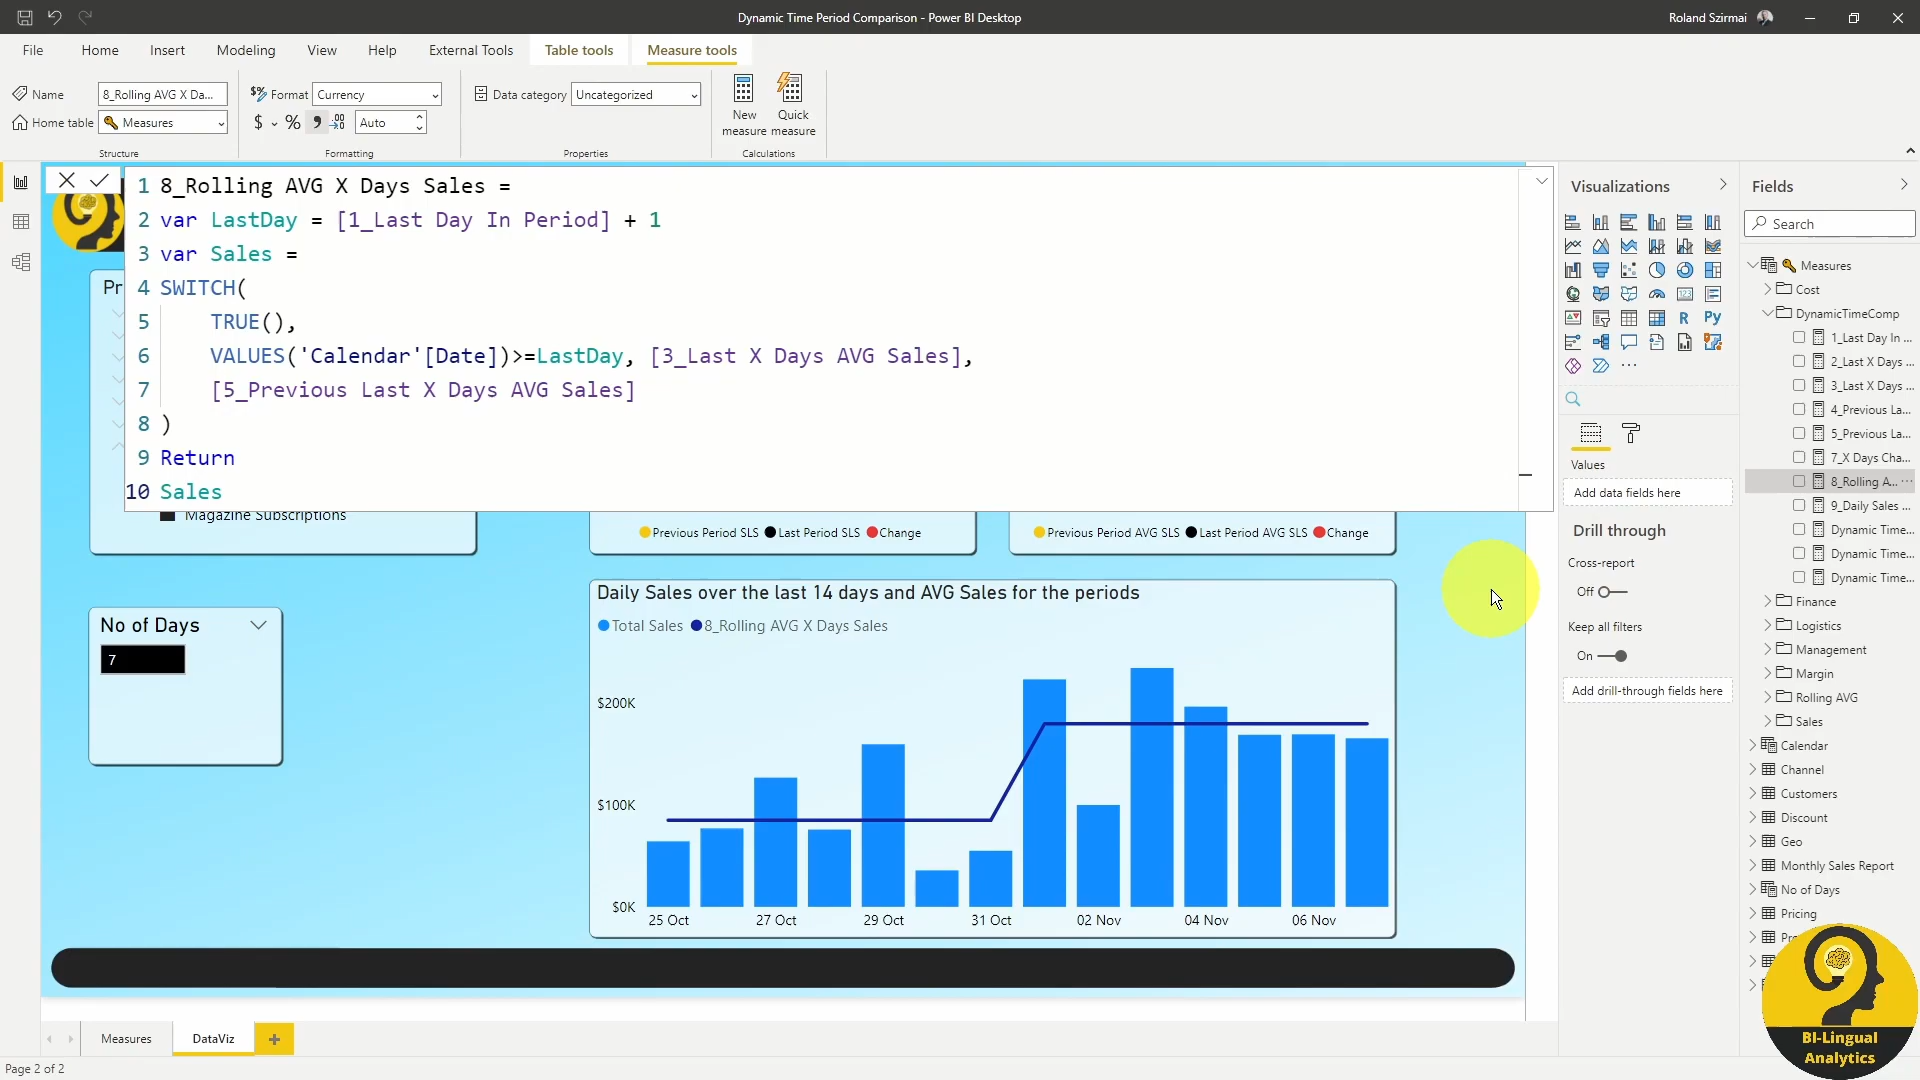 Dynamic Time Period Comparison - Power BI Desktop
Roland Szirmai
File Home Insert Modeling View Help External Tools Table tools Measure tools
Name 8_Rolling AVG X Da...
Home table Measures
Structure
$% Format Currency
$ % Auto
Formatting
Data category Uncategorized
Properties
New measure
Quick measure
Calculations
1 8_Rolling AVG X Days Sales =
2 var LastDay = [1_Last Day In Period] + 1
3 var Sales =
4 SWITCH(
5 TRUE(),
6 VALUES('Calendar'[Date])>=LastDay, [3_Last X Days AVG Sales],
7 [5_Previous Last X Days AVG Sales]
8 )
9 Return
10 Sales
Pr
Magazine Subscriptions
Previous Period SLS Last Period SLS Change
Previous Period AVG SLS Last Period AVG SLS Change
No of Days
7
Daily Sales over the last 14 days and AVG Sales for the periods
Total Sales 8_Rolling AVG X Days Sales
$200K
$100K
$0K
25 Oct 27 Oct 29 Oct 31 Oct 02 Nov 04 Nov 06 Nov
Measures DataViz +
Page 2 of 2
Visualizations
R Py
123
...
Values
Add data fields here
Drill through
Cross-report
Off
Keep all filters
On
Add drill-through fields here
Fields
Search
Measures
Cost
DynamicTimeComp
1_Last Day In ...
2_Last X Days ...
3_Last X Days ...
4_Previous La...
5_Previous La...
7_X Days Cha...
8_Rolling A... ...
9_Daily Sales ...
Dynamic Time...
Dynamic Time...
Dynamic Time...
Finance
Logistics
Management
Margin
Rolling AVG
Sales
Calendar
Channel
Customers
Discount
Geo
Monthly Sales Report
No of Days
Pricing
BI-Lingual
Analytics